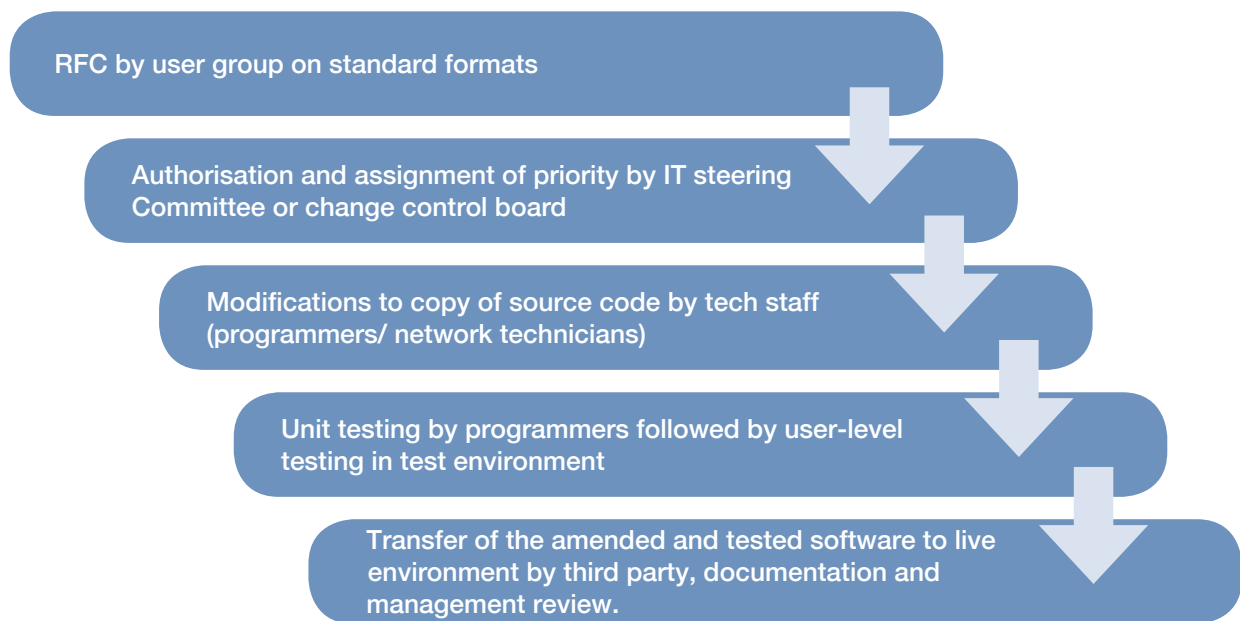 RFC by user group on standard formats
Authorisation and assignment of priority by IT steering
Committee or change control board
Modifications to copy of source code by tech staff
(programmers/ network technicians)
Unit testing by programmers followed by user-level
testing in test environment
Transfer of the amended and tested software to live
environment by third party, documentation and
management review.